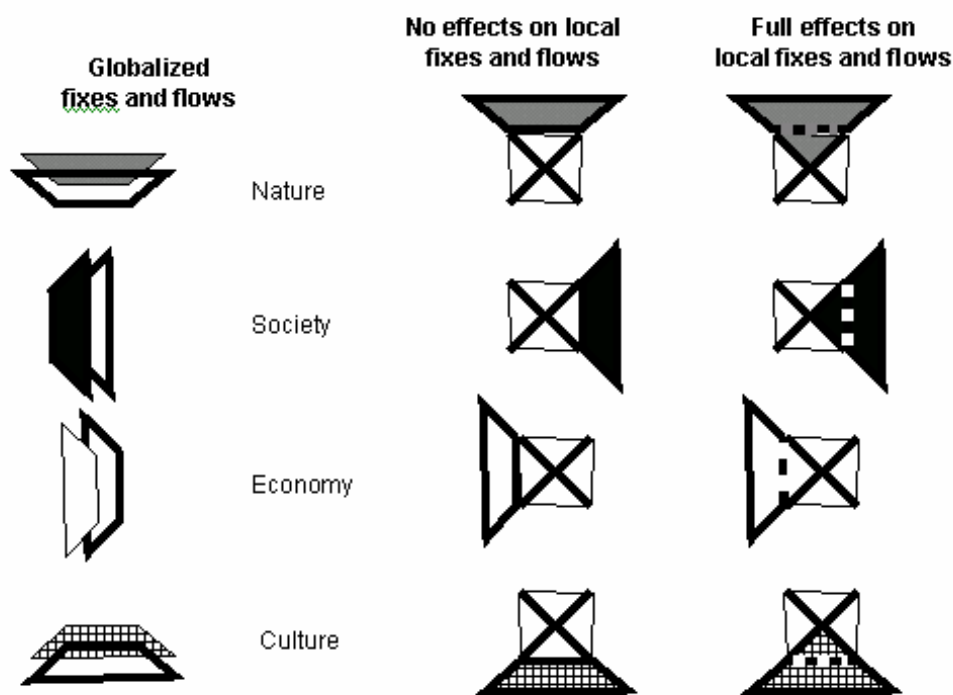 Globalized
fixes and flows
No effects on local
fixes and flows
Full effects on
local fixes and flows
Nature
Society
Economy
Culture